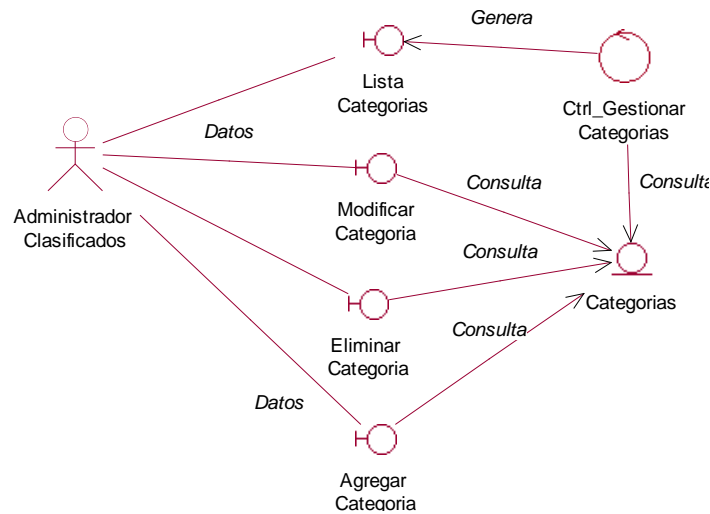 Genera
Lista
Categorias
Ctrl_Gestionar
Categorias
Datos
Consulta
Consulta
Modificar
Categoria
Administrador
Clasificados
Consulta
Categorias
Eliminar
Categoria
Consulta
Datos
Agregar
Categoria